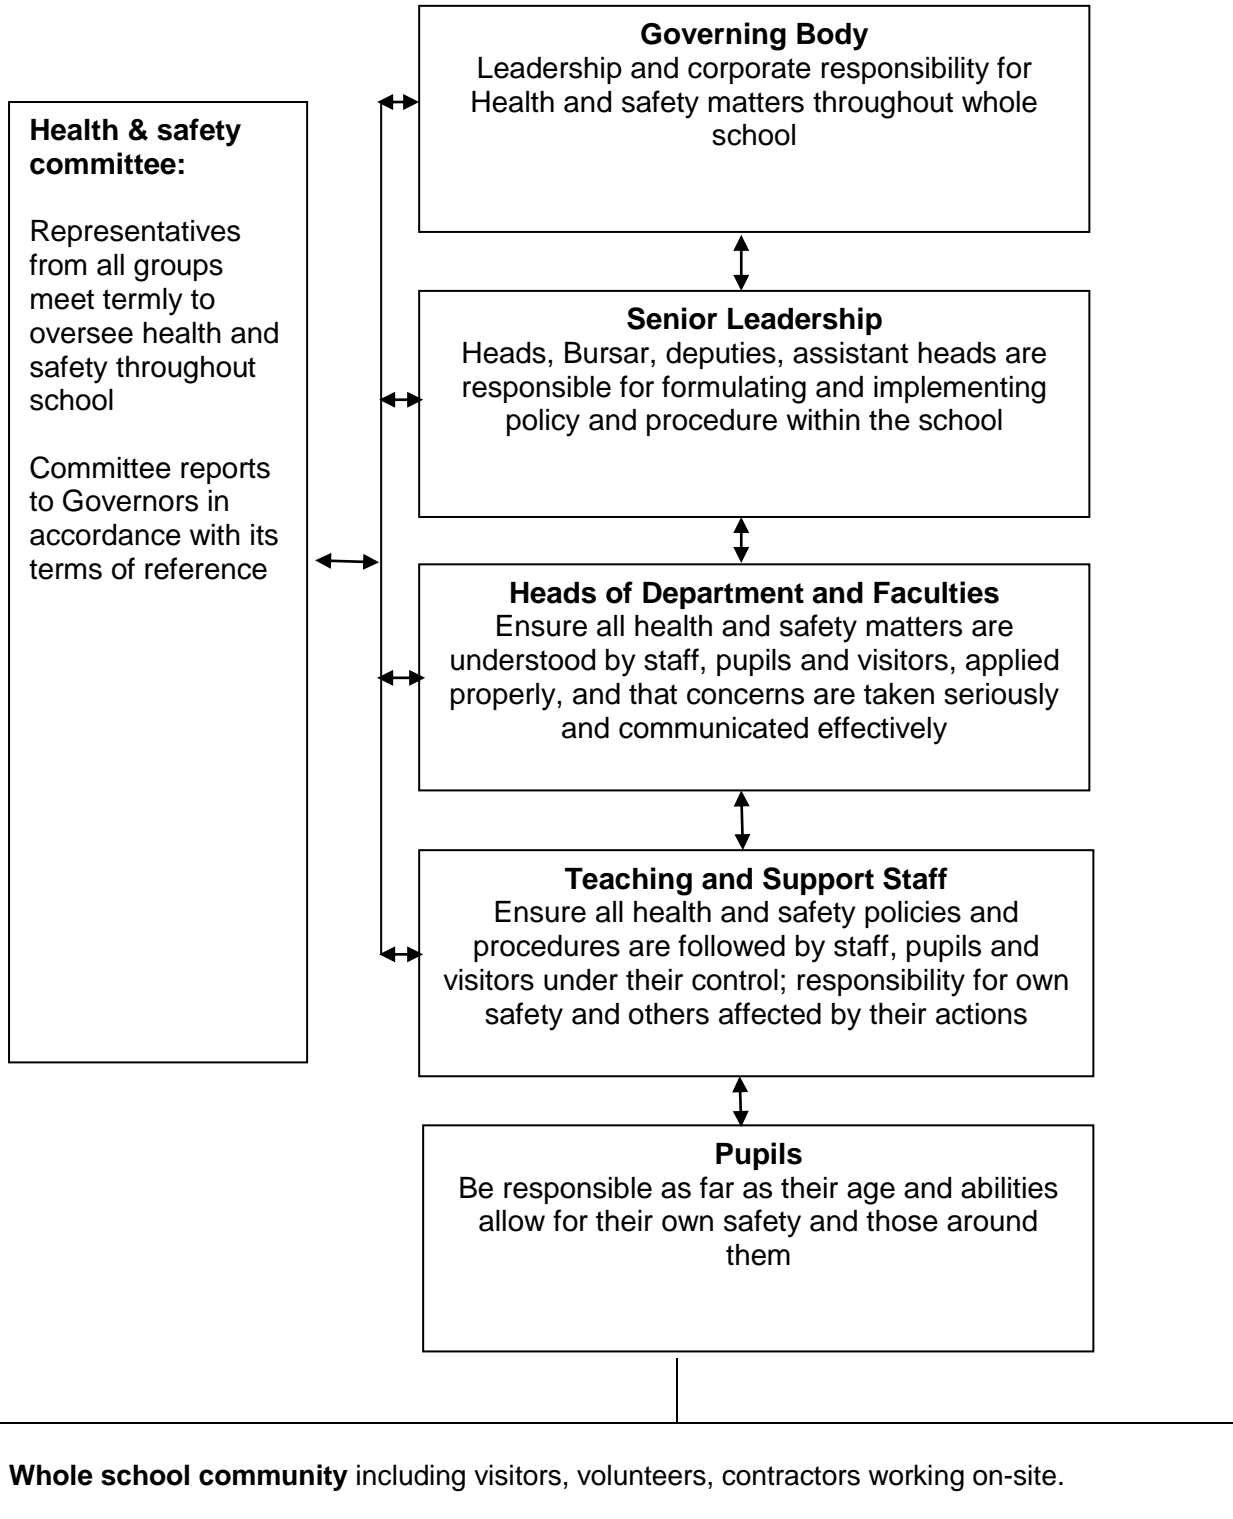 Governing Body
Leadership and corporate responsibility for
Health and safety matters throughout whole
school
Health & safety
committee:
Representatives
from all groups
meet termly to
oversee health and
safety throughout
school
Committee reports
to Governors in
accordance with its
terms of reference
Senior Leadership
Heads, Bursar, deputies, assistant heads are
responsible for formulating and implementing
policy and procedure within the school
Heads of Department and Faculties
Ensure all health and safety matters are
understood by staff, pupils and visitors, applied
properly, and that concerns are taken seriously
and communicated effectively
Teaching and Support Staff
Ensure all health and safety policies and
procedures are followed by staff, pupils and
visitors under their control; responsibility for own
safety and others affected by their actions
Pupils
Be responsible as far as their age and abilities
allow for their own safety and those around
them
Whole school community including visitors, volunteers, contractors working on-site.